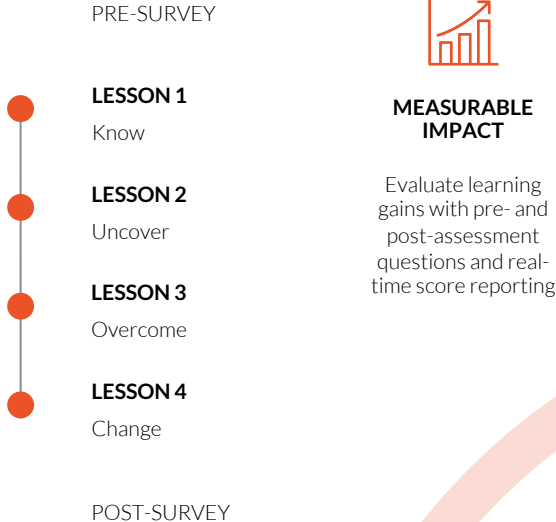 PRE-SURVEY
LESSON 1
Know
LESSON 2
Uncover
LESSON 3
Overcome
LESSON 4
Change
POST-SURVEY
MEASURABLE
IMPACT
Evaluate learning
gains with pre- and
post-assessment
questions and real-
time score reporting